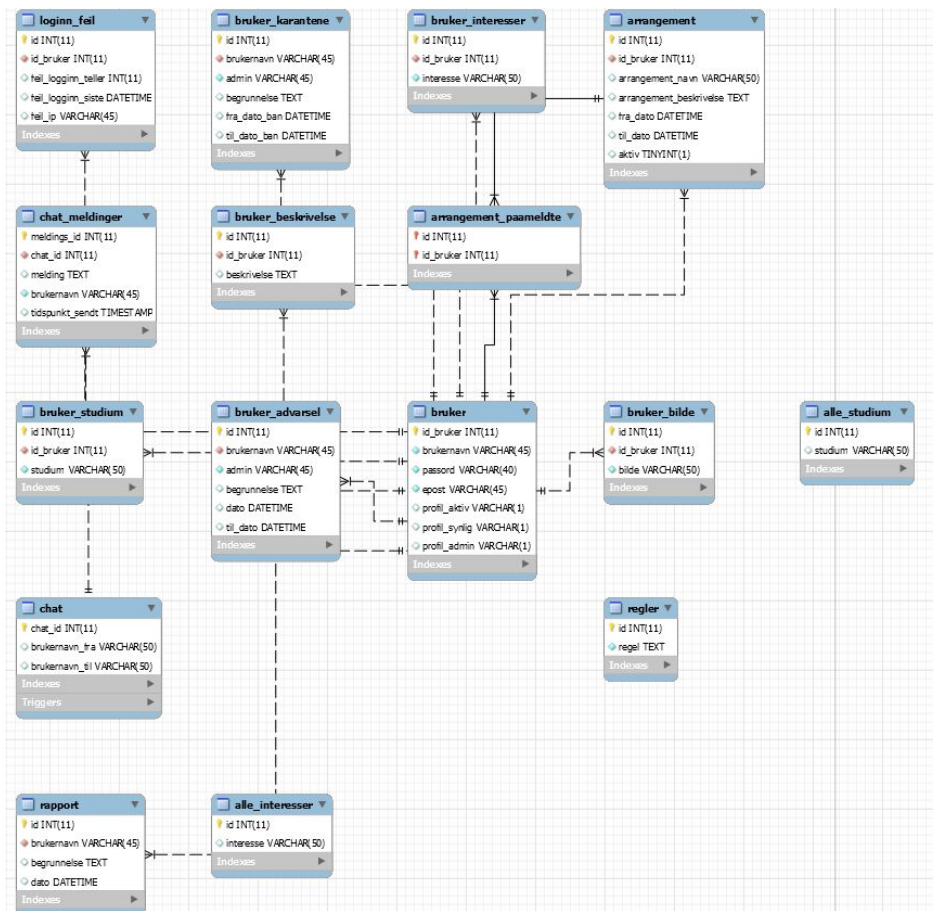 loginn_feil
id INT(11)
id_bruker INT(11)
feil_logginn_teller INT(11)
feil_logginn_siste DATETIME
feil_ip VARCHAR(45)
Indexes
bruker_karantene
id INT(11)
brukernavn VARCHAR(45)
admin VARCHAR(45)
begrunnelse TEXT
fra_dato_ban DATETIME
til_dato_ban DATETIME
Indexes
bruker_interesser
id INT(11)
id_bruker INT(11)
interesse VARCHAR(50)
Indexes
arrangement
id INT(11)
id_bruker INT(11)
arrangement_navn VARCHAR(50)
arrangement_beskrivelse TEXT
fra_dato DATETIME
til_dato DATETIME
aktiv TINYINT(1)
Indexes
chat_meldinger
meldings_id INT(11)
chat_id INT(11)
melding TEXT
brukernavn VARCHAR(45)
tidspunkt_sendt TIMESTAMP
Indexes
bruker_beskrivelse
id INT(11)
id_bruker INT(11)
beskrivelse TEXT
Indexes
arrangement_paameldte
id INT(11)
id_bruker INT(11)
Indexes
bruker_studium
id INT(11)
id_bruker INT(11)
studium VARCHAR(50)
Indexes
bruker_advarsel
id INT(11)
brukernavn VARCHAR(45)
admin VARCHAR(45)
begrunnelse TEXT
dato DATETIME
til_dato DATETIME
Indexes
bruker
id_bruker INT(11)
brukernavn VARCHAR(45)
passord VARCHAR(40)
epost VARCHAR(45)
profil_aktiv VARCHAR(1)
profil_synlig VARCHAR(1)
profil_admin VARCHAR(1)
Indexes
bruker_bilde
id INT(11)
id_bruker INT(11)
bilde VARCHAR(50)
Indexes
alle_studium
id INT(11)
studium VARCHAR(50)
Indexes
chat
chat_id INT(11)
brukernavn_fra VARCHAR(50)
brukernavn_til VARCHAR(50)
Indexes
Triggers
regler
id INT(11)
regel TEXT
Indexes
rapport
id INT(11)
brukernavn VARCHAR(45)
begrunnelse TEXT
dato DATETIME
Indexes
alle_interesser
id INT(11)
interesse VARCHAR(50)
Indexes